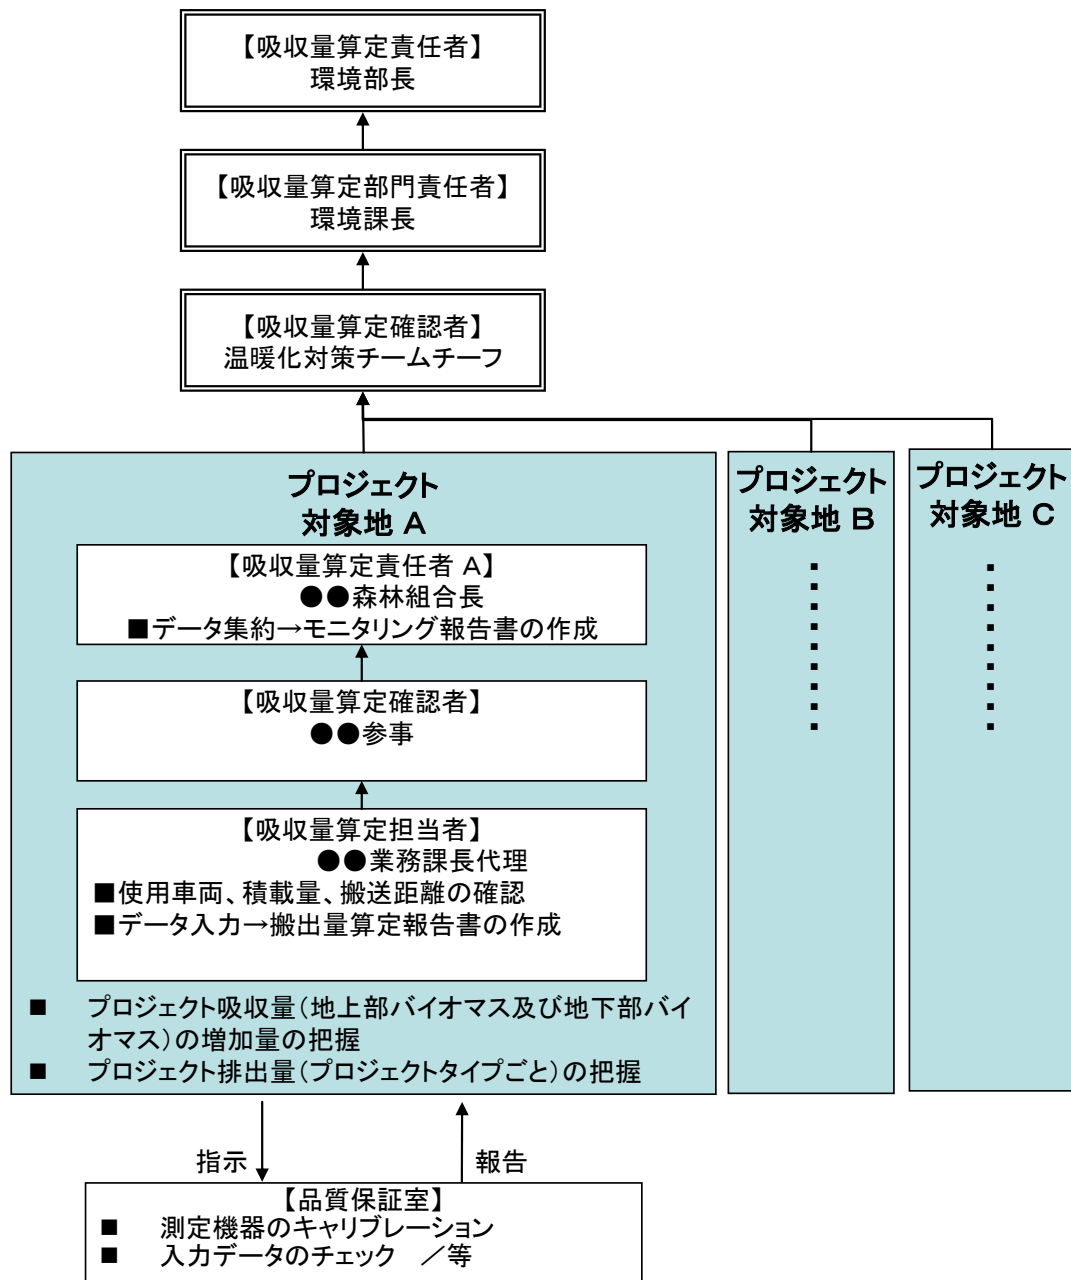 【吸収量算定責任者】
環境部長
【吸収量算定部門責任者】
環境課長
【吸収量算定確認者】
温暖化対策チームチーフ
プロジェクト
対象地 A
【吸収量算定責任者 A】
●●森林組合長
■データ集約→モニタリング報告書の作成
【吸収量算定確認者】
●●参事
【吸収量算定担当者】
●●業務課長代理
■使用車両、積載量、搬送距離の確認
■データ入力→搬出量算定報告書の作成
■ プロジェクト吸収量(地上部バイオマス及び地下部バイ
オマス)の増加量の把握
■ プロジェクト排出量(プロジェクトタイプごと)の把握
プロジェクト
対象地 B
プロジェクト
対象地 C
指示
報告
【品質保証室】
■ 測定機器のキャリブレーション
■ 入力データのチェック ／等